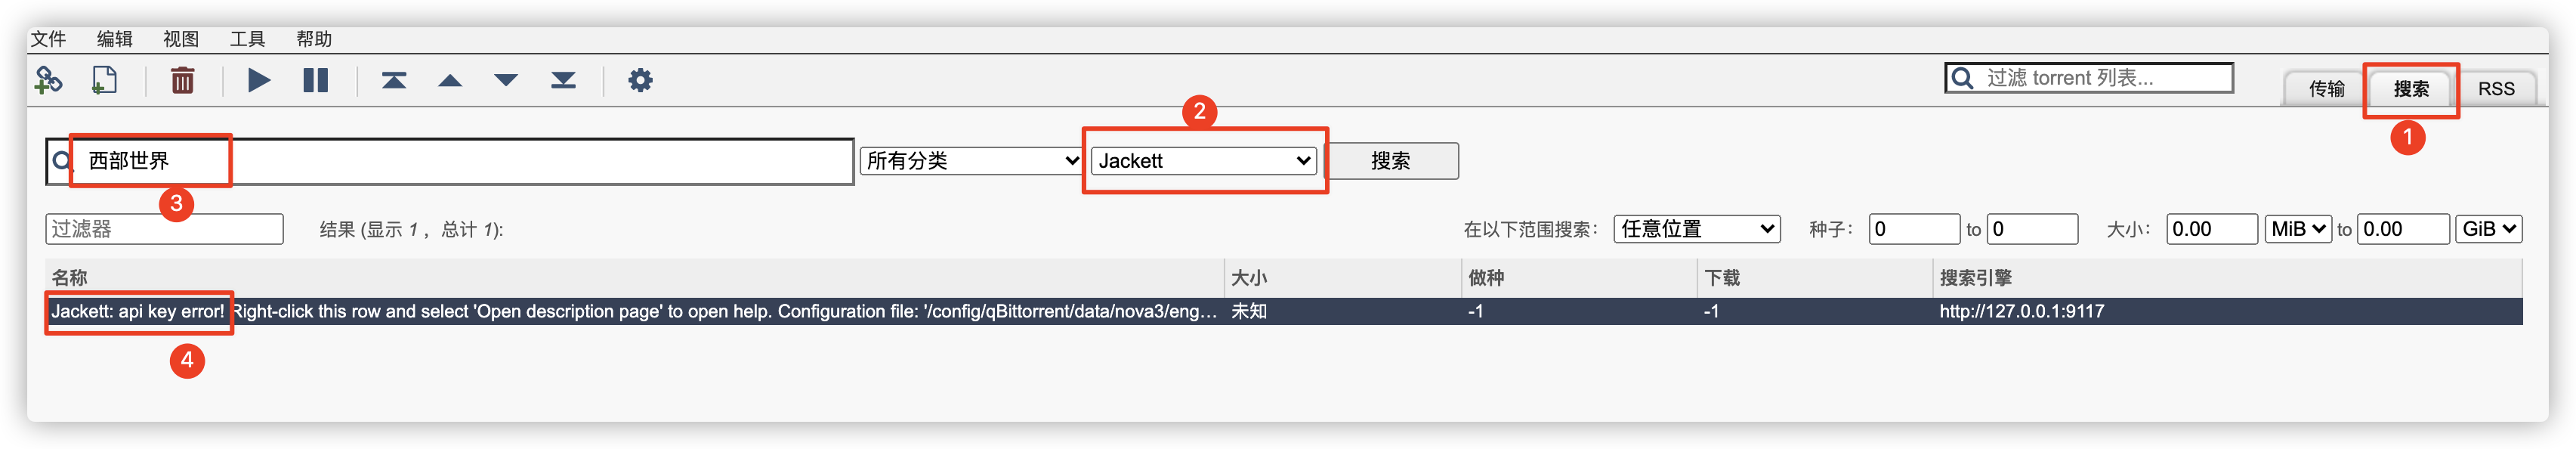 文件 编辑 视图 工具 帮助
过滤 torrent 列表...
传输 搜索 RSS
1
2
西部世界 所有分类 Jackett 搜索
3
过滤器 结果 (显示 1， 总计 1): 在以下范围搜索： 任意位置 种子： 0 to 0 大小： 0.00 MiB to 0.00 GiB
名称 大小 做种 下载 搜索引擎
Jackett: api key error! Right-click this row and select 'Open description page' to open help. Configuration file: '/config/qBittorrent/data/nova3/eng... 未知 -1 -1 http://127.0.0.1:9117
4